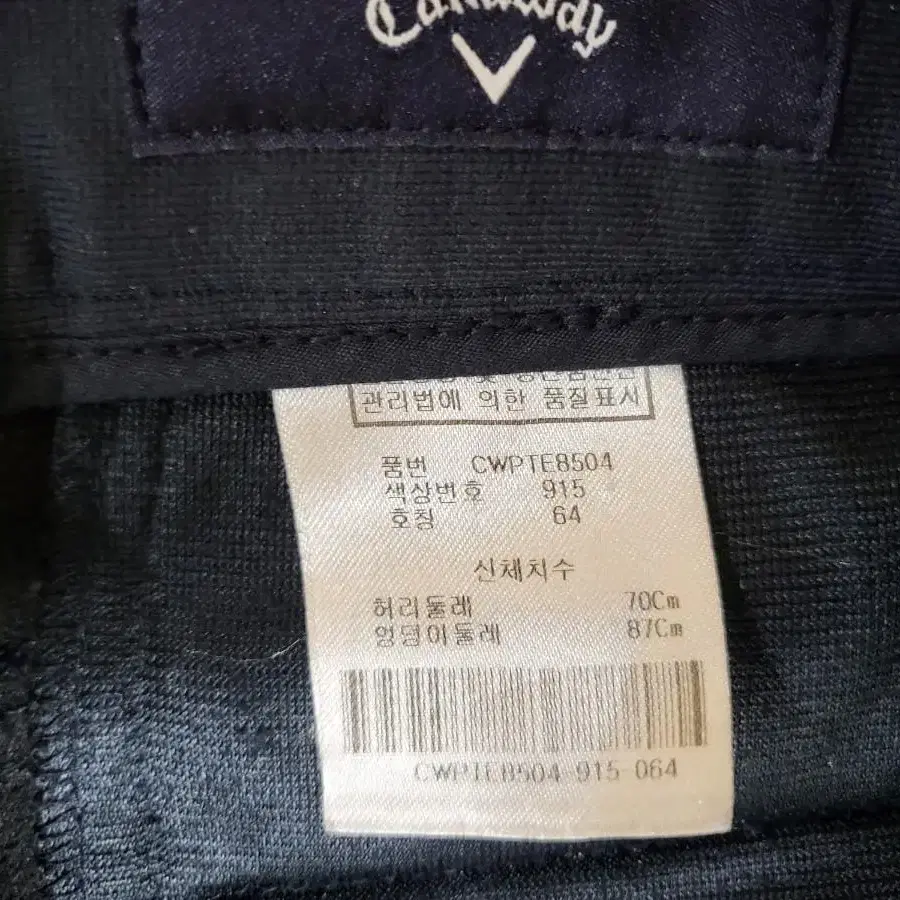 Callaway
관리법에 의한 품질표시
품번 CWPTE8504
색상번호 915
호칭 64
신체치수
허리둘레 70Cm
엉덩이둘레 87Cm
CWPTE8504-915-064